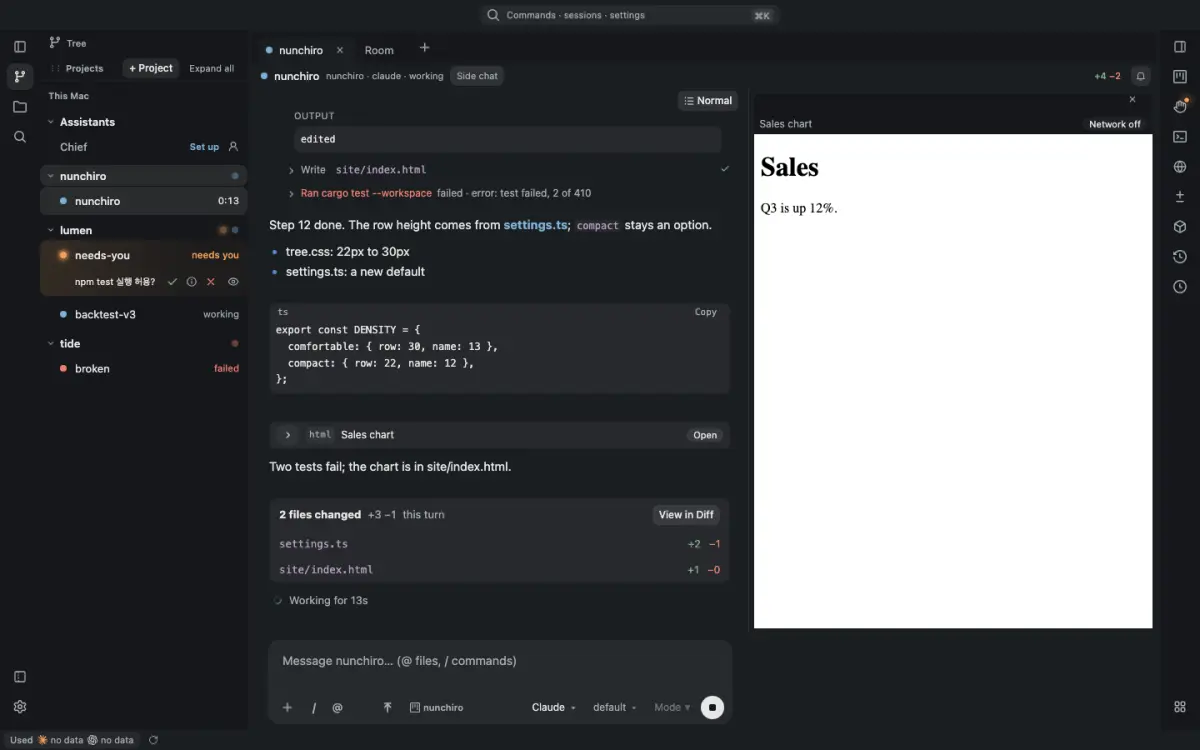 Commands · sessions · settings
⌘K
Tree
Projects
+ Project
Expand all
This Mac
Assistants
Chief
Set up
nunchiro
nunchiro
0:13
lumen
needs-you
needs you
npm test 실행 허용?
backtest-v3
working
tide
broken
failed
nunchiro
Room
nunchiro
nunchiro · claude · working
Side chat
+4 −2
Normal
OUTPUT
edited
Write site/index.html
Ran cargo test --workspace failed · error: test failed, 2 of 410
Step 12 done. The row height comes from settings.ts; compact stays an option.
• tree.css: 22px to 30px
• settings.ts: a new default
ts
Copy
export const DENSITY = {
comfortable: { row: 30, name: 13 },
compact: { row: 22, name: 12 },
};
html
Sales chart
Open
Two tests fail; the chart is in site/index.html.
2 files changed +3 −1 this turn
View in Diff
settings.ts
+2 −1
site/index.html
+1 −0
Working for 13s
Message nunchiro… (@ files, / commands)
+ / @
nunchiro
Claude
default
Mode
Sales chart
Network off
Sales
Q3 is up 12%.
Used no data no data